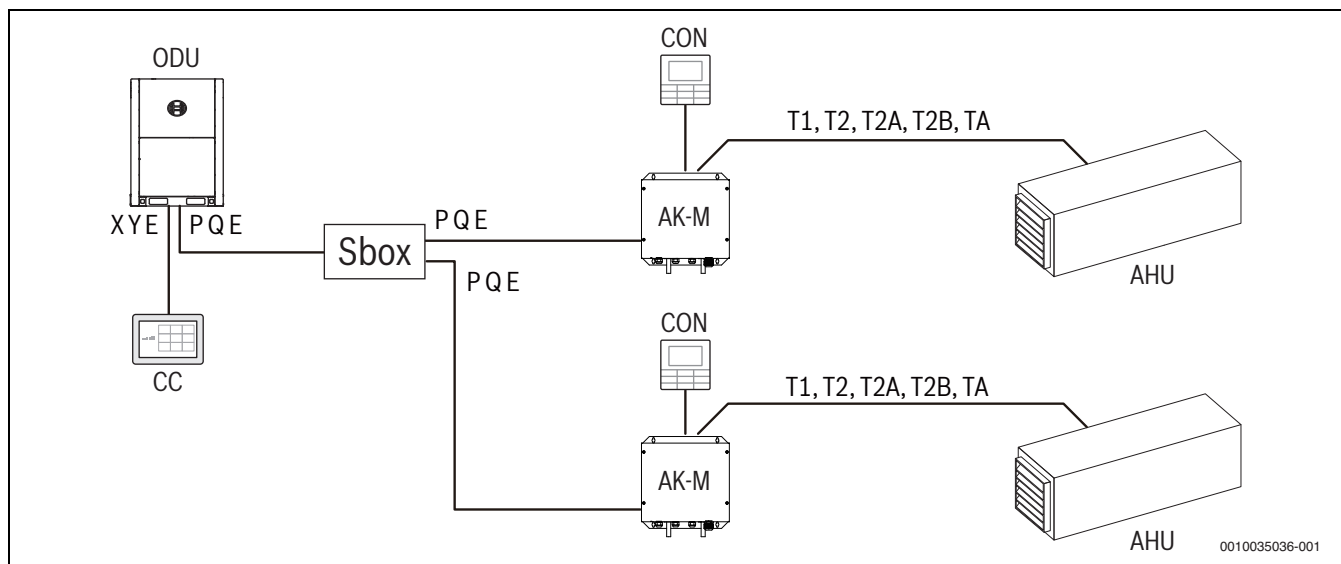 ODU
CON
T1, T2, T2A, T2B, TA
AK-M
XYE PQE
PQE
Sbox
PQE
AHU
CC
CON
T1, T2, T2A, T2B, TA
AK-M
AHU
0010035036-001